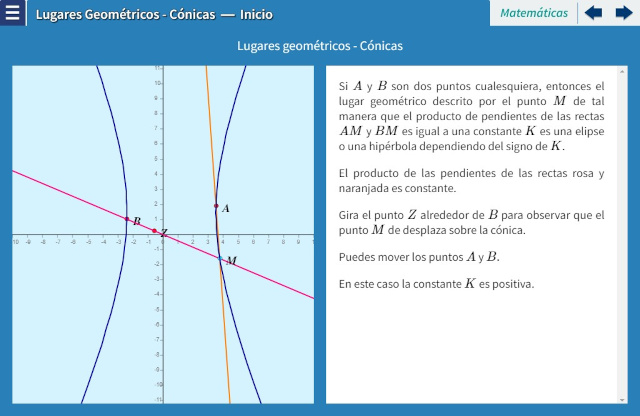 Lugares Geométricos - Cónicas — Inicio
Matemáticas
Lugares geométricos - Cónicas
Si A y B son dos puntos cualesquiera, entonces el
lugar geométrico descrito por el punto M de tal
manera que el producto de pendientes de las rectas
AM y BM es igual a una constante K es una elipse
o una hipérbola dependiendo del signo de K.
El producto de las pendientes de las rectas rosa y
naranjada es constante.
Gira el punto Z alrededor de B para observar que el
punto M de desplaza sobre la cónica.
Puedes mover los puntos A y B.
En este caso la constante K es positiva.
A
B
Z
M